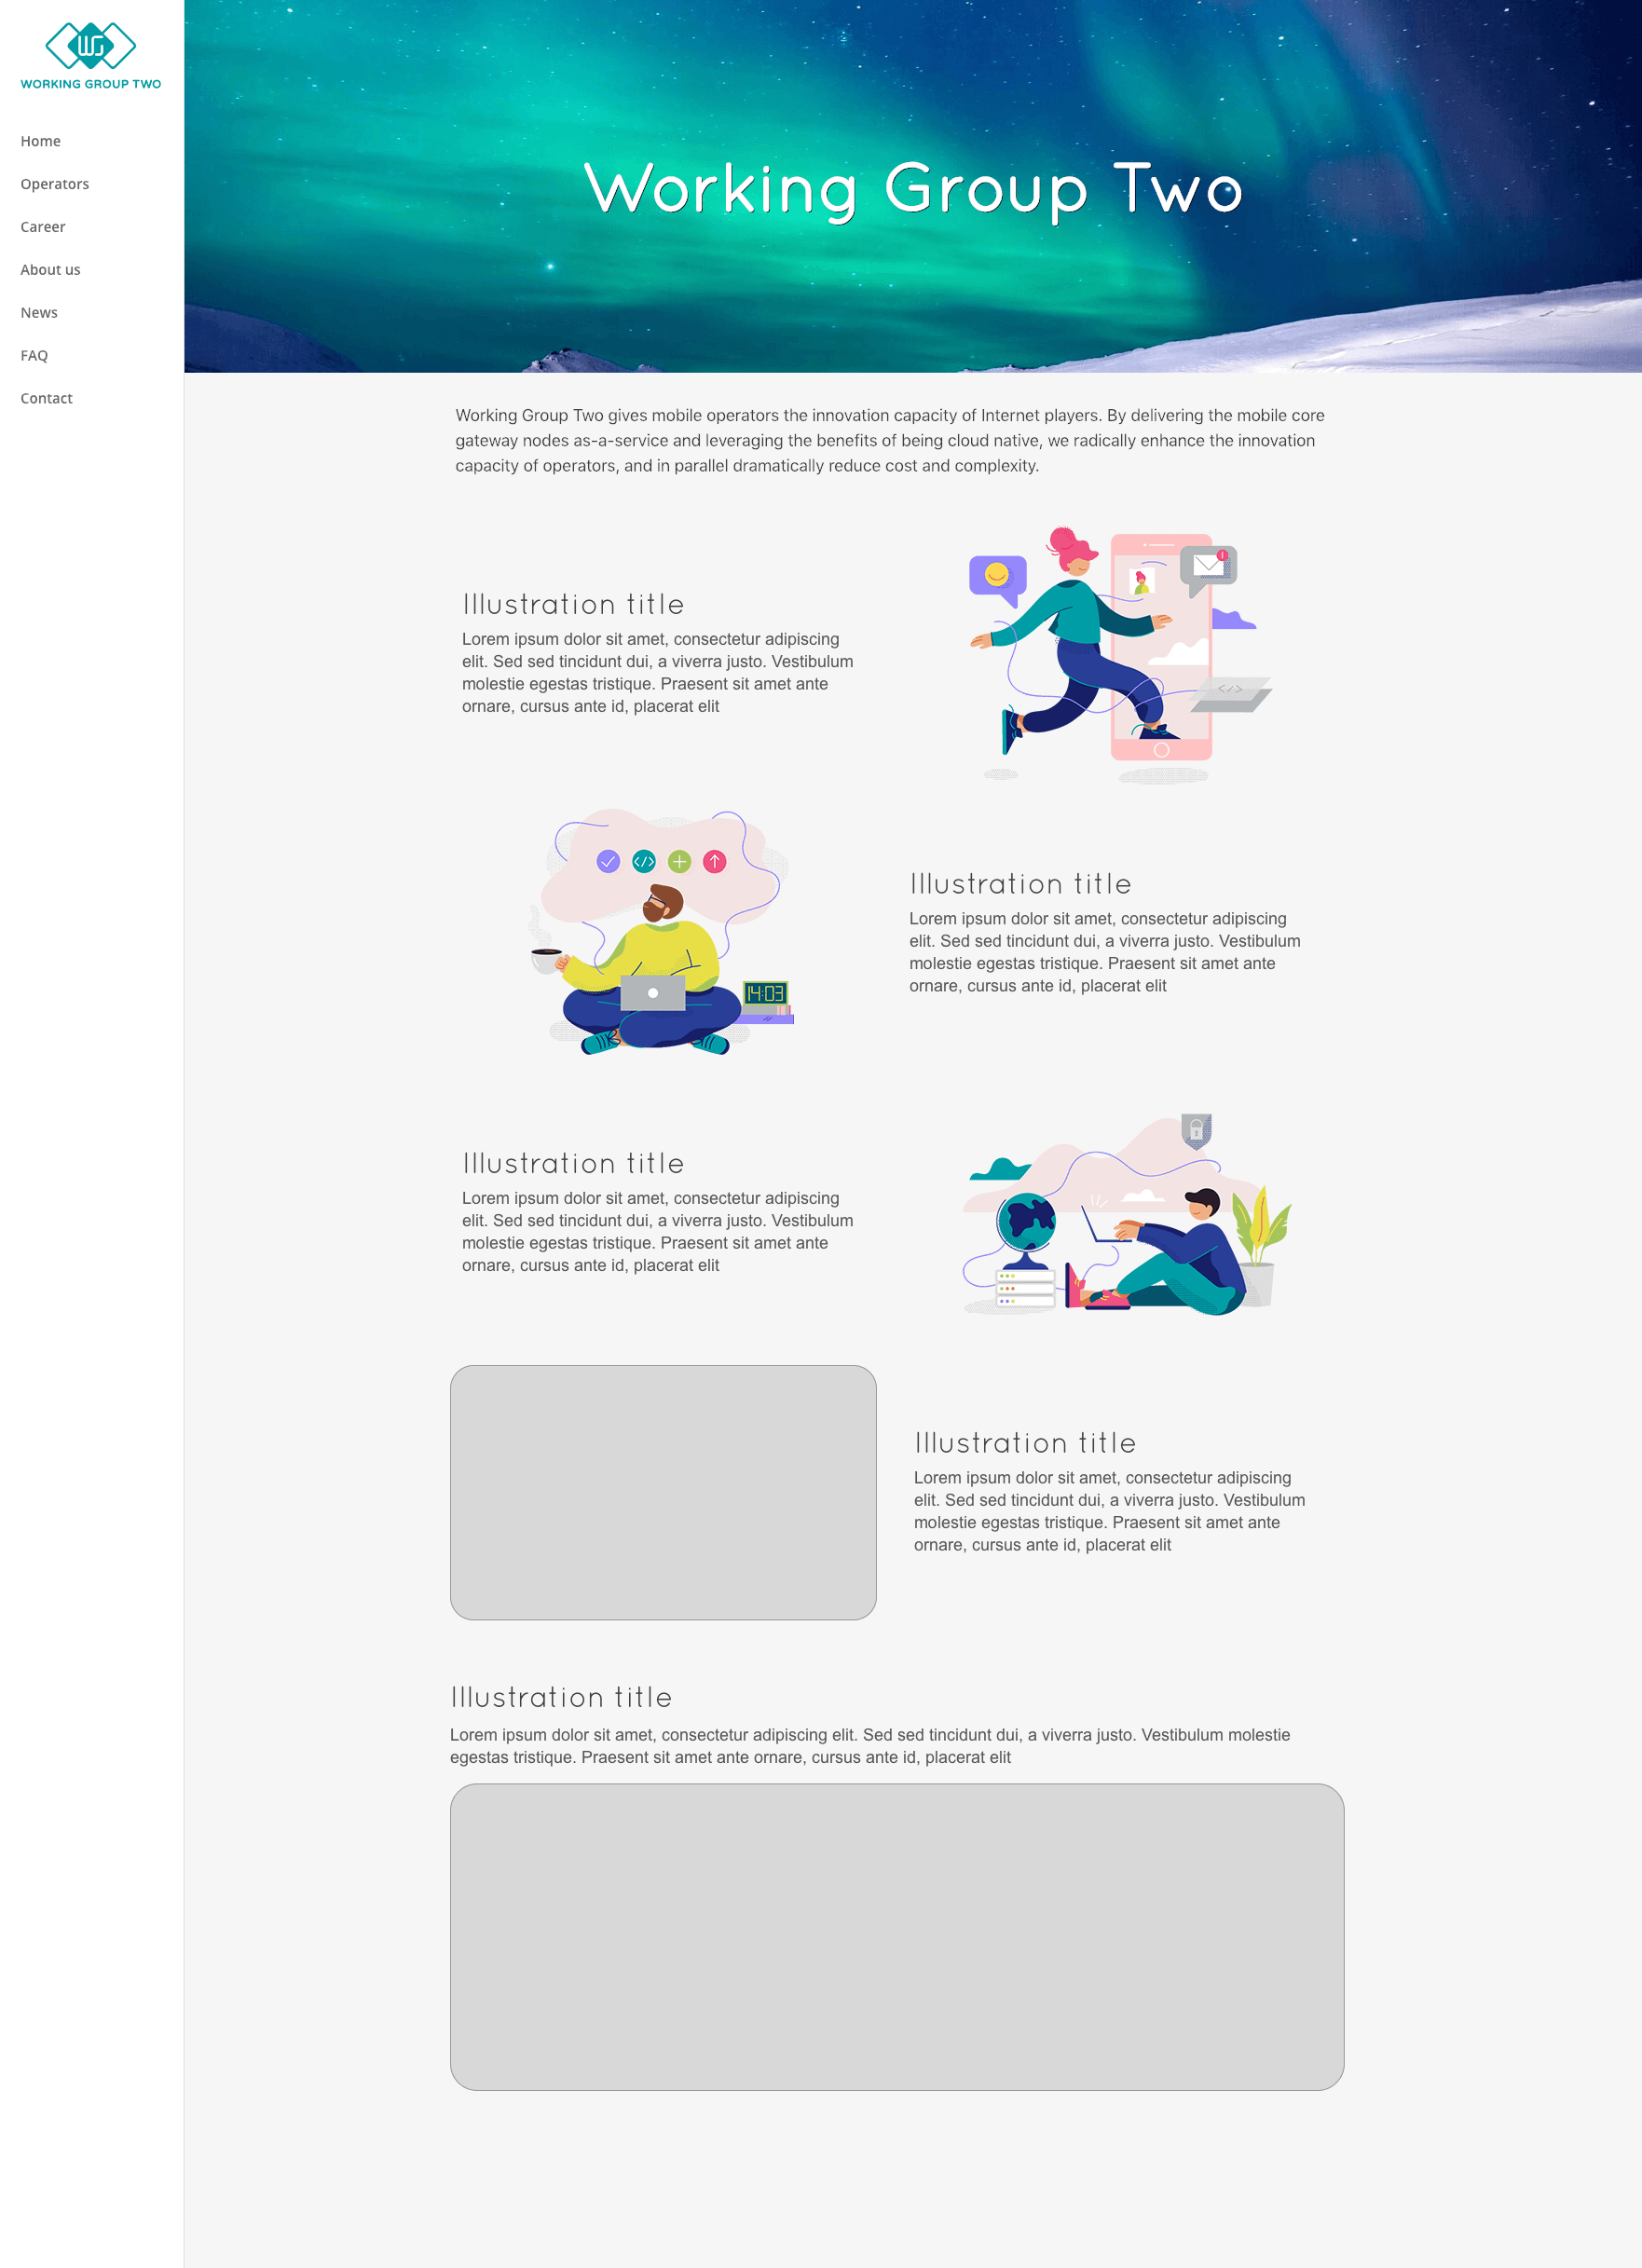 WORKING GROUP TWO
Home
Operators
Career
About us
News
FAQ
Contact
Working Group Two
Working Group Two gives mobile operators the innovation capacity of Internet players. By delivering the mobile core
gateway nodes as-a-service and leveraging the benefits of being cloud native, we radically enhance the innovation
capacity of operators, and in parallel dramatically reduce cost and complexity.
Illustration title
Lorem ipsum dolor sit amet, consectetur adipiscing
elit. Sed sed tincidunt dui, a viverra justo. Vestibulum
molestie egestas tristique. Praesent sit amet ante
ornare, cursus ante id, placerat elit
</>
</>
14:03
Illustration title
Lorem ipsum dolor sit amet, consectetur adipiscing
elit. Sed sed tincidunt dui, a viverra justo. Vestibulum
molestie egestas tristique. Praesent sit amet ante
ornare, cursus ante id, placerat elit
Illustration title
Lorem ipsum dolor sit amet, consectetur adipiscing
elit. Sed sed tincidunt dui, a viverra justo. Vestibulum
molestie egestas tristique. Praesent sit amet ante
ornare, cursus ante id, placerat elit
Illustration title
Lorem ipsum dolor sit amet, consectetur adipiscing
elit. Sed sed tincidunt dui, a viverra justo. Vestibulum
molestie egestas tristique. Praesent sit amet ante
ornare, cursus ante id, placerat elit
Illustration title
Lorem ipsum dolor sit amet, consectetur adipiscing elit. Sed sed tincidunt dui, a viverra justo. Vestibulum molestie
egestas tristique. Praesent sit amet ante ornare, cursus ante id, placerat elit